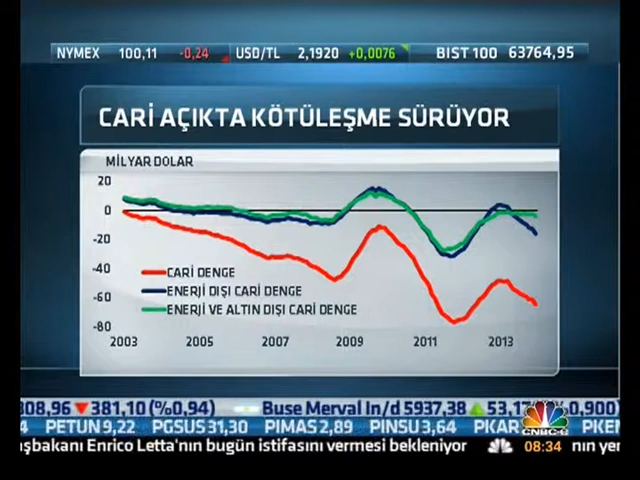 NYMEX 100,11 -0,24 USD/TL 2,1920 +0,0076 BIST 100 63764,95
CARİ AÇIKTA KÖTÜLEŞME SÜRÜYOR
MİLYAR DOLAR
20
0
-20
-40
-60
-80
CARİ DENGE
ENERJİ DIŞI CARİ DENGE
ENERJİ VE ALTIN DIŞI CARİ DENGE
2003 2005 2007 2009 2011 2013
308,96 381,10 (%0,94) Buse Merval In/d 5937,38 53,17 0,900)
4 PETUN 9,22 PGSUS 31,30 PIMAS 2,89 PINSU 3,64 PKAR PKEN
CNBC-e
şbakanı Enrico Letta'nın bugün istifasını vermesi bekleniyor 08:34 nın yer